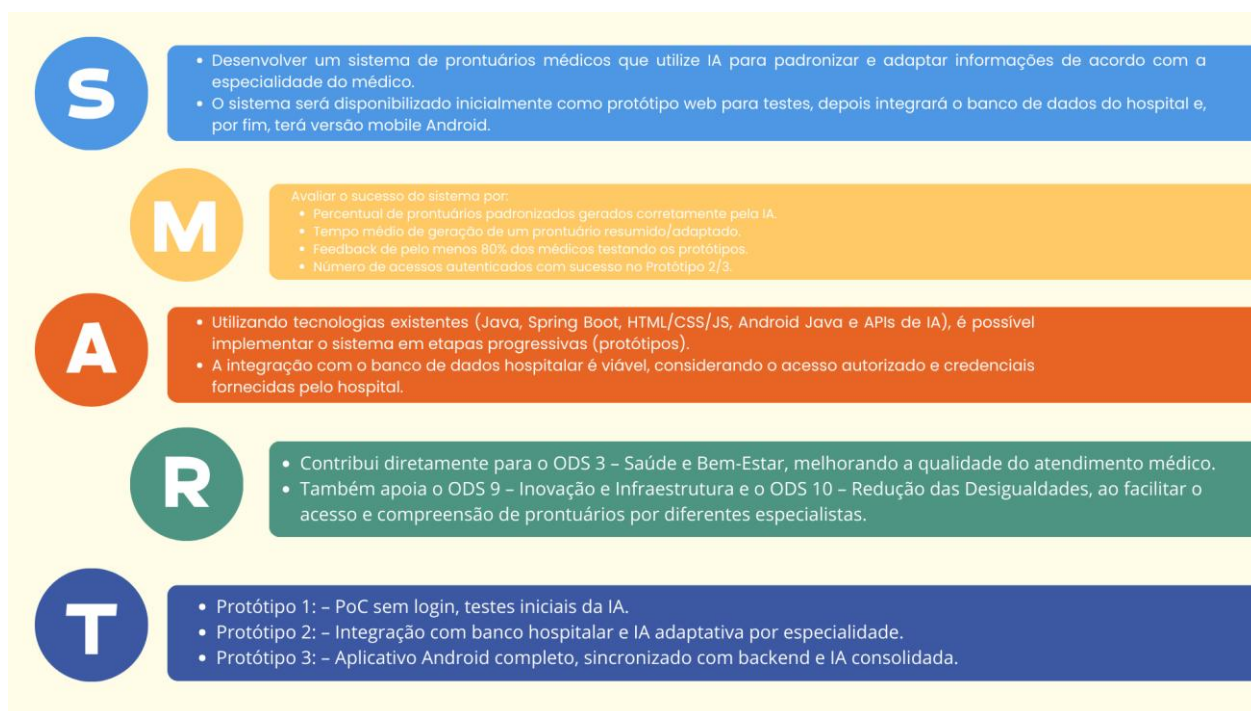 S
• Desenvolver um sistema de prontuários médicos que utilize IA para padronizar e adaptar informações de acordo com a
especialidade do médico.
• O sistema será disponibilizado inicialmente como protótipo web para testes, depois integrará o banco de dados do hospital e,
por fim, terá versão mobile Android.
M
Avaliar o sucesso do sistema por:
• Percentual de prontuários padronizados gerados corretamente pela IA.
• Tempo médio de geração de um prontuário resumido/adaptado.
• Feedback de pelo menos 80% dos médicos testando os protótipos.
• Número de acessos autenticados com sucesso no Protótipo 2/3.
A
• Utilizando tecnologias existentes (Java, Spring Boot, HTML/CSS/JS, Android Java e APIs de IA), é possível
implementar o sistema em etapas progressivas (protótipos).
• A integração com o banco de dados hospitalar é viável, considerando o acesso autorizado e credenciais
fornecidas pelo hospital.
R
• Contribui diretamente para o ODS 3 – Saúde e Bem-Estar, melhorando a qualidade do atendimento médico.
• Também apoia o ODS 9 – Inovação e Infraestrutura e o ODS 10 – Redução das Desigualdades, ao facilitar o
acesso e compreensão de prontuários por diferentes especialistas.
T
• Protótipo 1: – PoC sem login, testes iniciais da IA.
• Protótipo 2: – Integração com banco hospitalar e IA adaptativa por especialidade.
• Protótipo 3: – Aplicativo Android completo, sincronizado com backend e IA consolidada.